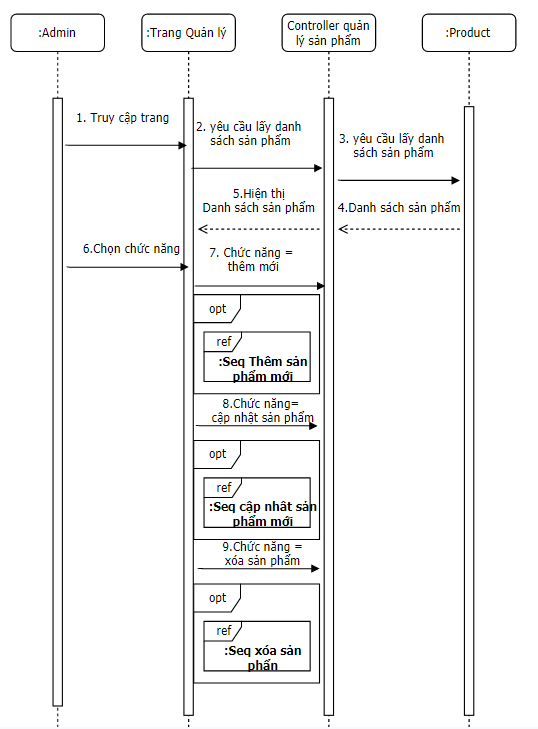 :Admin
:Trang Quản lý
Controller quản
lý sản phẩm
:Product
1. Truy cập trang
2. yêu cầu lấy danh
sách sản phẩm
3. yêu cầu lấy danh
sách sản phẩm
5.Hiện thị
Danh sách sản phẩm
4.Danh sách sản phẩm
6.Chọn chức năng
7. Chức năng =
thêm mới
opt
ref
:Seq Thêm sản
phẩm mới
8.Chức năng=
cập nhật sản phẩm
opt
ref
:Seq cập nhât sản
phẩm mới
9.Chức năng =
xóa sản phẩm
opt
ref
:Seq xóa sản
phẩn